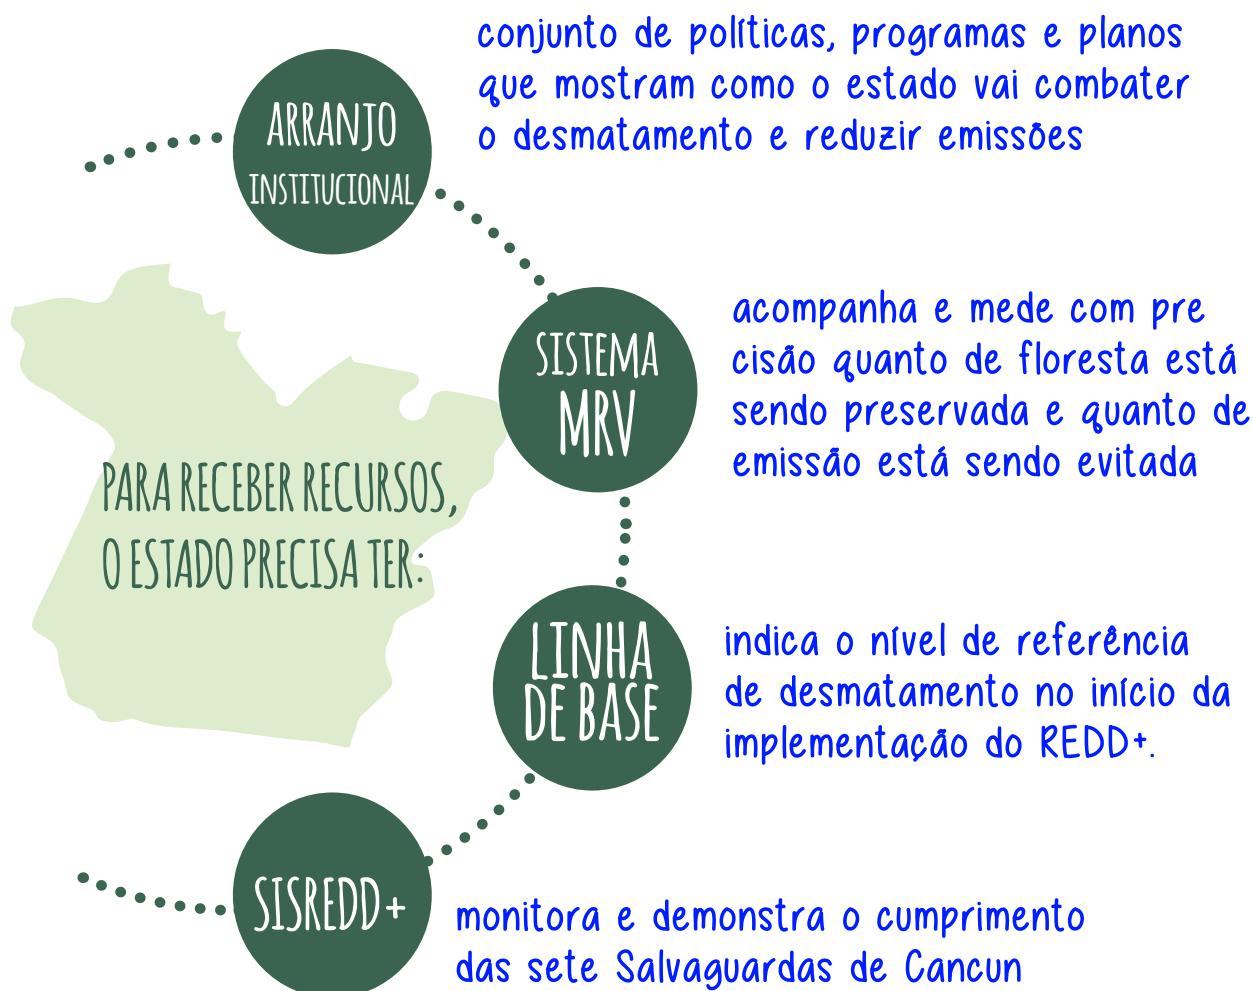 conjunto de políticas, programas e planos
que mostram como o estado vai combater
o desmatamento e reduzir emissões
ARRANJO
INSTITUCIONAL
acompanha e mede com pre
cisão quanto de floresta está
sendo preservada e quanto de
emissão está sendo evitada
SISTEMA
MRV
PARA RECEBER RECURSOS,
O ESTADO PRECISA TER:
LINHA
DE BASE
indica o nível de referência
de desmatamento no início da
implementação do REDD+.
SISREDD+
monitora e demonstra o cumprimento
das sete Salvaguardas de Cancun